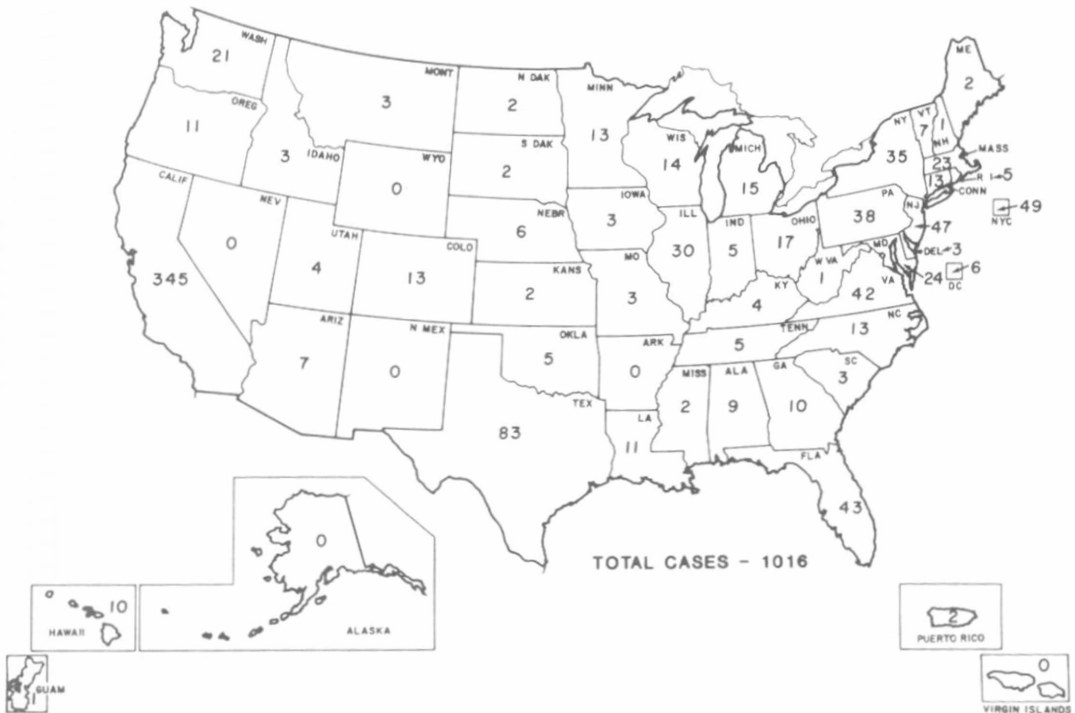 WASH
21
OREG
11
CALIF
345
NEV
0
IDAHO
3
MONT
3
WYO
0
UTAH
4
COLO
13
ARIZ
7
N MEX
0
N DAK
2
S DAK
2
NEBR
6
KANS
2
OKLA
5
TEX
83
MINN
13
IOWA
3
MO
3
ARK
0
LA
11
WIS
14
ILL
30
MICH
15
IND
5
OHIO
17
KY
4
TENN
5
MISS
2
ALA
9
GA
10
FLA
43
SC
3
NC
13
VA
42
W VA
1
MD
24
DEL 3
DC
6
PA
38
NJ
47
NY
35
NYC
49
CONN
13
R I 5
MASS
23
VT
7
NH
1
ME
2
TOTAL CASES - 1016
ALASKA
0
HAWAII
10
GUAM
1
PUERTO RICO
2
VIRGIN ISLANDS
0